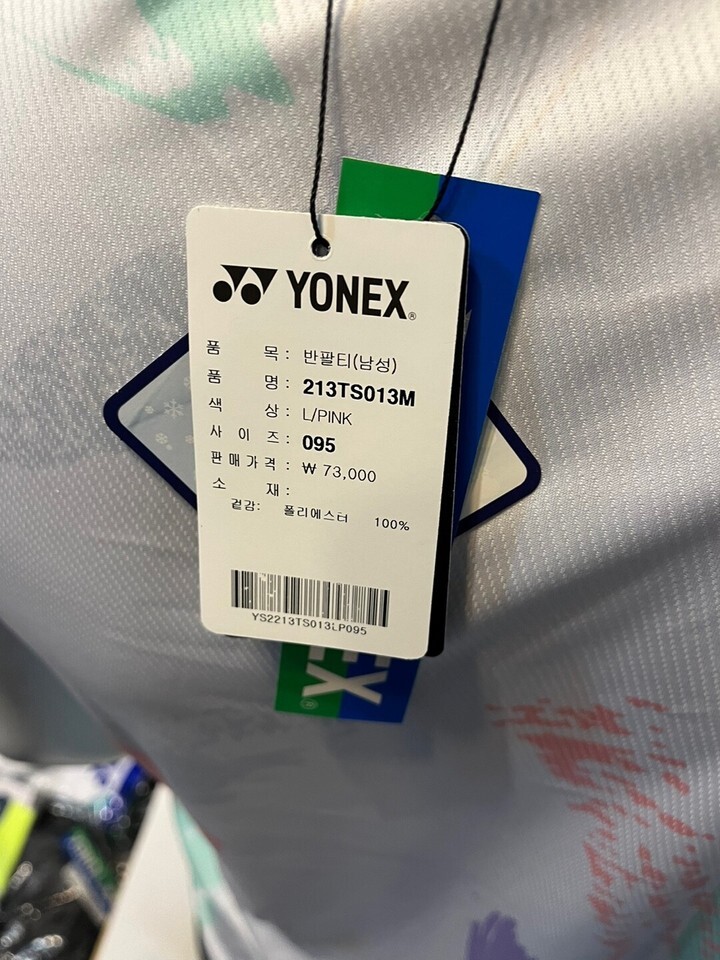 YONEX®
품 목 : 반팔티(남성)
품 명 : 213TS013M
색 상 : L/PINK
사 이 즈 : 095
판 매 가 격 : ₩ 73,000
소 재 :
겉감: 폴리에스터 100%
YS2213TS013LP095
EX®